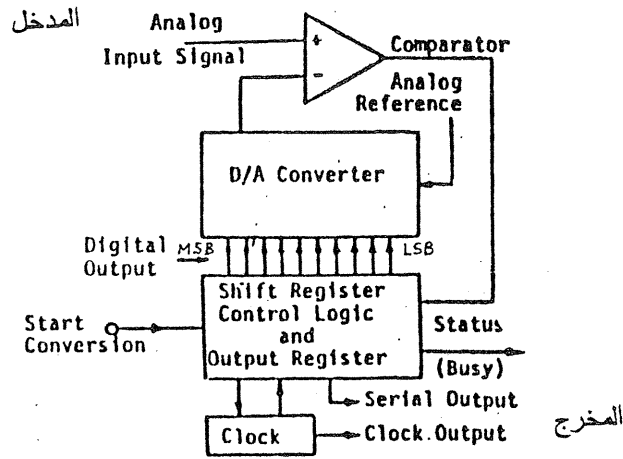 المدخل
Analog
Input Signal
+
−
Comparator
Analog
Reference
D/A Converter
Digital
Output
MSB
LSB
Shift Register
Control Logic
and
Output Register
Start
Conversion
Status
(Busy)
Serial Output
Clock
Clock.Output
المخرج